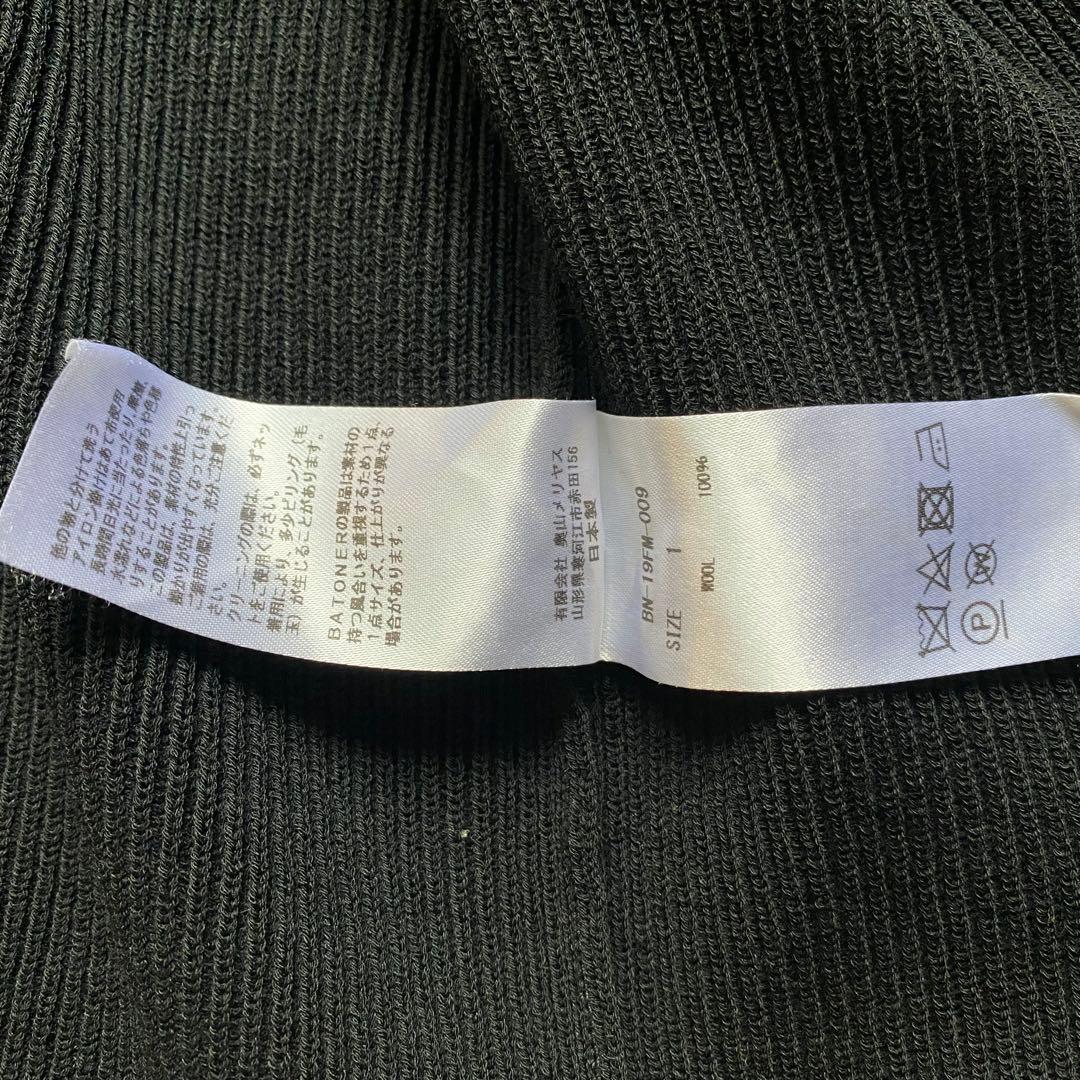 BN-19FM-009
SIZE 1
WOOL 100%
P
W
他の物と分けて洗う
アイロン掛けはあて布使用
長時間日光に当たったり、摩擦、
水濡れなどによる色落ちや色移
りすることがあります。
この製品は、素材の特性上引っ
掛かりが出やすくなっています。
ご着用の際は、充分ご注意くだ
さい。
クリーニングの際は、必ずネッ
トをご使用ください。
着用により、多少ピリング（毛
玉）が生じることがあります。
BATONERの製品は素材の
持つ風合いを重視するため1点、
1点サイズ、仕上がりが異なる
場合があります。
有限会社 奥山メリヤス
山形県寒河江市赤田156
日本製